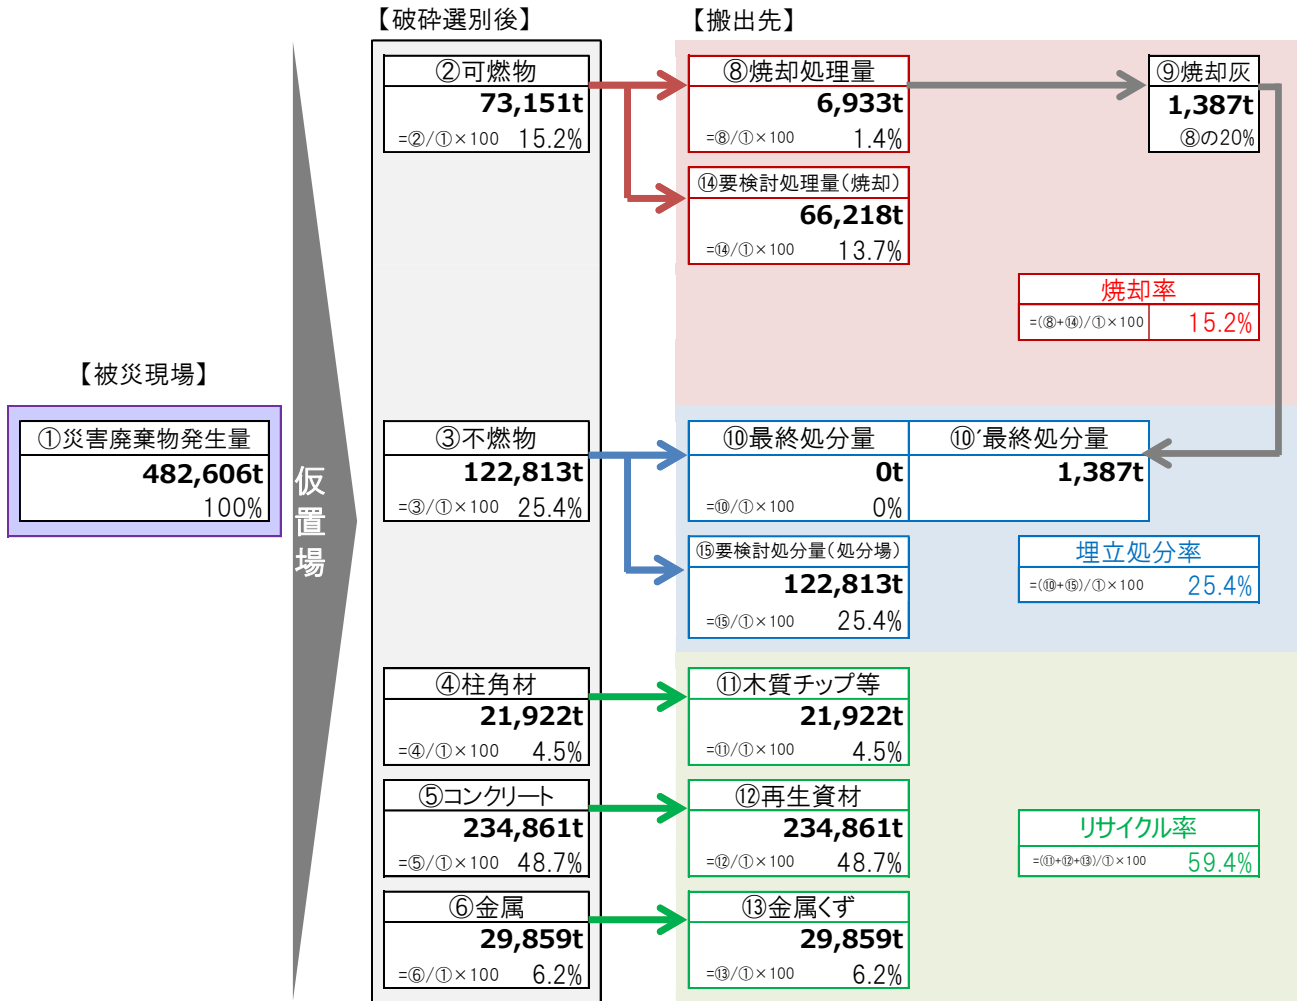 【破砕選別後】
【搬出先】
②可燃物
73,151t
=②/①×100 15.2%
⑧焼却処理量
6,933t
=⑧/①×100 1.4%
⑨焼却灰
1,387t
⑧の20%
⑭要検討処理量(焼却)
66,218t
=⑭/①×100 13.7%
焼却率
=(⑧+⑭)/①×100 15.2%
【被災現場】
①災害廃棄物発生量
482,606t
100%
仮置場
③不燃物
122,813t
=③/①×100 25.4%
⑩最終処分量
0t
=⑩/①×100 0%
⑩′最終処分量
1,387t
⑮要検討処分量(処分場)
122,813t
=⑮/①×100 25.4%
埋立処分率
=(⑩+⑮)/①×100 25.4%
④柱角材
21,922t
=④/①×100 4.5%
⑪木質チップ等
21,922t
=⑪/①×100 4.5%
⑤コンクリート
234,861t
=⑤/①×100 48.7%
⑫再生資材
234,861t
=⑫/①×100 48.7%
リサイクル率
=(⑪+⑫+⑬)/①×100 59.4%
⑥金属
29,859t
=⑥/①×100 6.2%
⑬金属くず
29,859t
=⑬/①×100 6.2%